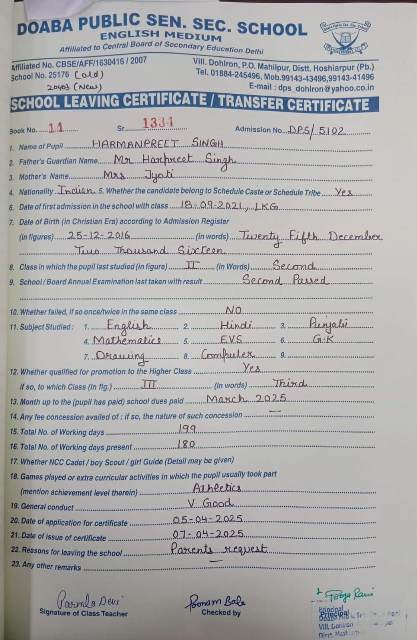 DOABA PUBLIC SEN. SEC. SCHOOL
ENGLISH MEDIUM
Affiliated to Central Board of Secondary Education Delhi
Affiliated No. CBSE/AFF/1630416 / 2007
School No. 25176 (old)
20403 (New)
Vill. Dohlron, P.O. Mahilpur, Distt, Hoshiarpur (Pb.)
Tel. 01884-245496, Mob.99143-43496,99143-41496
E-mail : dps_dohlron@yahoo.co.in
SCHOOL LEAVING CERTIFICATE / TRANSFER CERTIFICATE
Book No. 14 Sr. 1334 Admission No. DPS/5102
1. Name of Pupil HARMANPREET SINGH
2. Father's Guardian Name Mr Harpreet Singh
3. Mother's Name Mrs Jyoti
4. Nationality Indian 5. Whether the candidate belong to Schedule Caste or Schedule Tribe Yes
6. Date of first admission in the school with class 18-09-2021, LKG
7. Date of Birth (in Christian Era) according to Admission Register
(in figures) 25-12-2016 (in words) Twenty Fifth December
Two Thousand Sixteen
8. Class in which the pupil last studied (in figure) II (in Words) Second
9. School / Board Annual Examination last taken with result Second Passed
10. Whether failed, if so once/twice in the same class NO
11. Subject Studied : 1. English 2. Hindi 3. Punjabi
4. Mathematics 5. EVS 6. G.K
7. Drawing 8. Computer 9.
12. Whether qualified for promotion to the Higher Class Yes
if so, to which Class (In fig.) III (in words) Third
13. Month up to the (pupil has paid) school dues paid March 2025
14. Any fee concession availed of : if so, the nature of such concession —
15. Total No. of Working days 199
16. Total No. of Working days present 180
17. Whether NCC Cadet / boy Scout / girl Guide (Detail may be given)
18. Games played or extra curricular activities in which the pupil usually took part
(mention achievement level therein) Athletics
19. General conduct V. Good
20. Date of application for certificate 05-04-2025
21. Date of issue of certificate 07-04-2025
22. Reasons for leaving the school Parents request
23. Any other remarks —
Parmila Devi
Signature of Class Teacher
Poonam Bala
Checked by
Pooja Rani
Principal
Principal